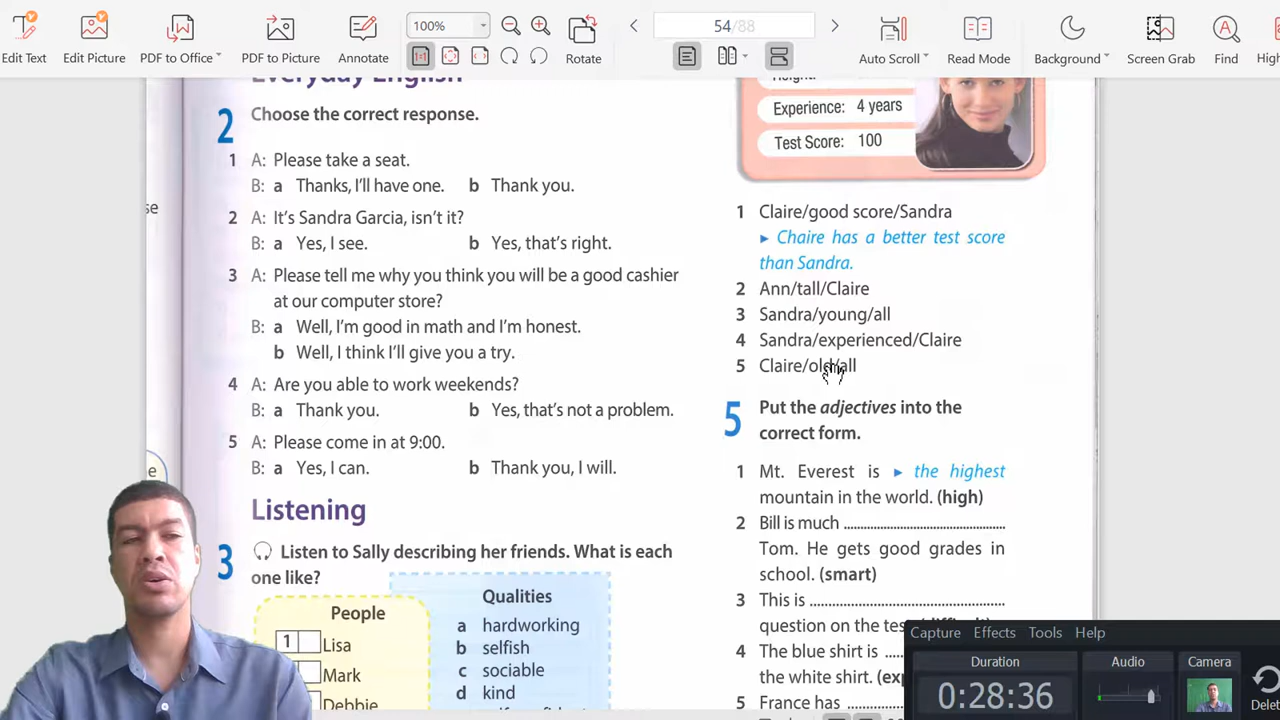 100%
54/88
Edit Text
Edit Picture
PDF to Office
PDF to Picture
Annotate
Rotate
Auto Scroll
Read Mode
Background
Screen Grab
Find
Everyday English
2 Choose the correct response.
1 A: Please take a seat.
B: a Thanks, I'll have one. b Thank you.
2 A: It's Sandra Garcia, isn't it?
B: a Yes, I see. b Yes, that's right.
3 A: Please tell me why you think you will be a good cashier
at our computer store?
B: a Well, I'm good in math and I'm honest.
b Well, I think I'll give you a try.
4 A: Are you able to work weekends?
B: a Thank you. b Yes, that's not a problem.
5 A: Please come in at 9:00.
B: a Yes, I can. b Thank you, I will.
Listening
3 Listen to Sally describing her friends. What is each
one like?
People
1 Lisa
Mark
Debbie
Qualities
a hardworking
b selfish
c sociable
d kind
Experience: 4 years
Test Score: 100
1 Claire/good score/Sandra
► Chaire has a better test score
than Sandra.
2 Ann/tall/Claire
3 Sandra/young/all
4 Sandra/experienced/Claire
5 Claire/old/all
5 Put the adjectives into the
correct form.
1 Mt. Everest is ► the highest
mountain in the world. (high)
2 Bill is much
Tom. He gets good grades in
school. (smart)
3 This is
question on the
4 The blue shirt is
the white shirt.
5 France has
Capture Effects Tools Help
Duration
0:28:36
Audio
Camera